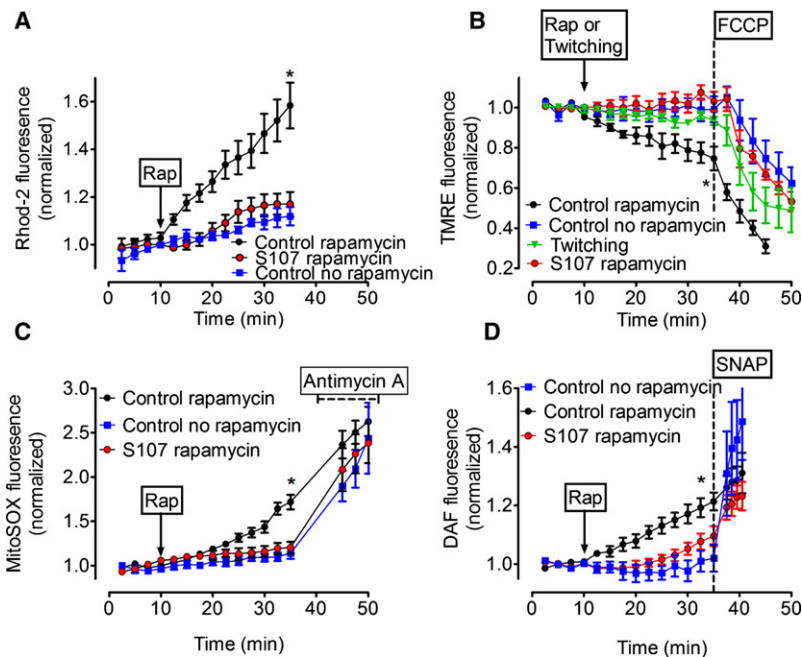 A
Rhod-2 fluoresence
(normalized)
1.6
1.4
1.2
1.0
*
Rap
Control rapamycin
S107 rapamycin
Control no rapamycin
0 10 20 30 40 50
Time (min)
B
TMRE fluoresence
(normalized)
1.0
0.8
0.6
0.4
0.2
Rap or
Twitching
FCCP
*
Control rapamycin
Control no rapamycin
Twitching
S107 rapamycin
0 10 20 30 40 50
Time (min)
C
MitoSOX fluoresence
(normalized)
3.0
2.5
2.0
1.5
1.0
Control rapamycin
Control no rapamycin
S107 rapamycin
Antimycin A
*
Rap
0 10 20 30 40 50
Time (min)
D
DAF fluoresence
(normalized)
1.6
1.4
1.2
1.0
SNAP
Control no rapamycin
Control rapamycin
S107 rapamycin
*
Rap
0 10 20 30 40 50
Time (min)